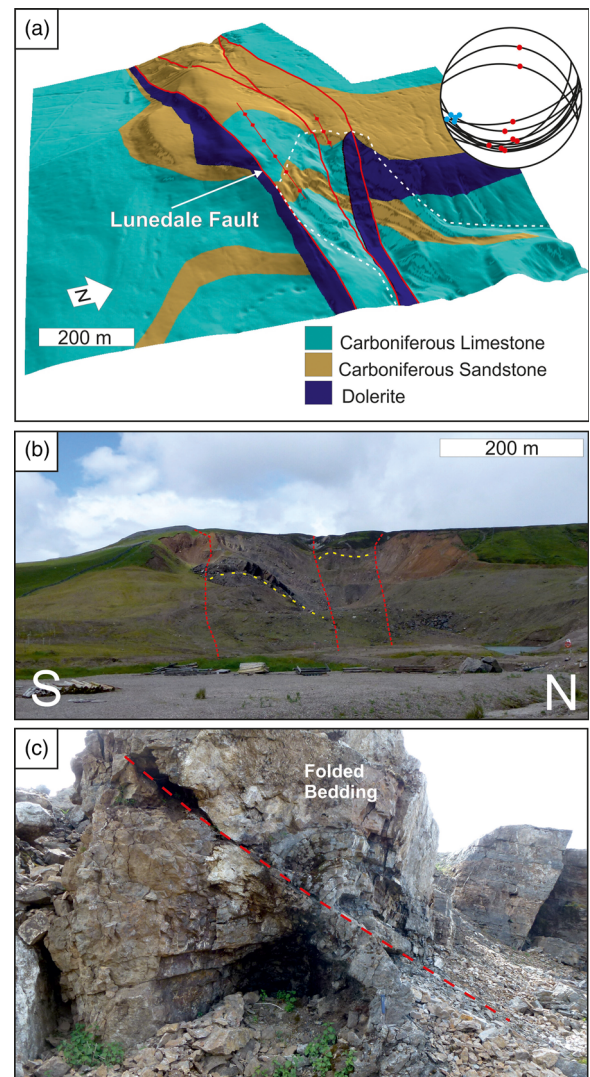 (a)
Lunedale Fault
N
200 m
Carboniferous Limestone
Carboniferous Sandstone
Dolerite
(b)
200 m
S
N
(c)
Folded
Bedding